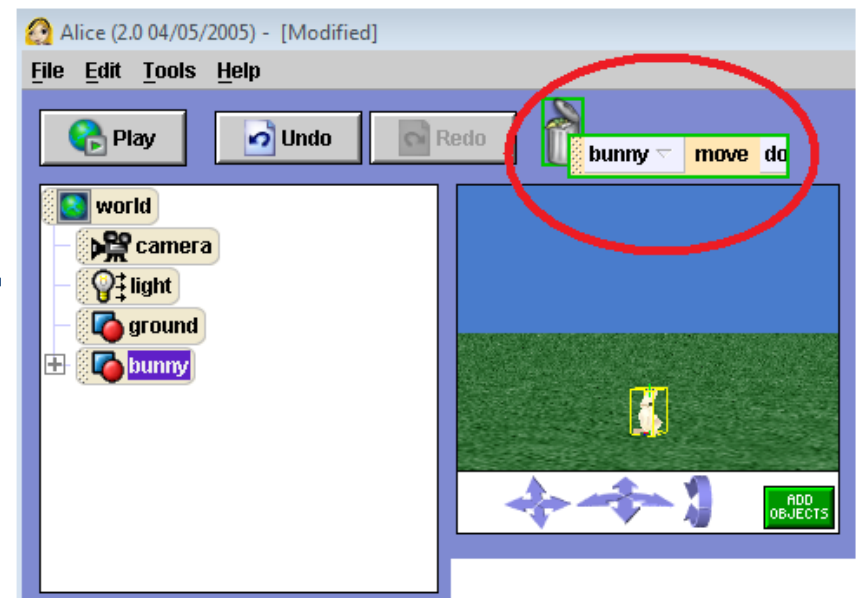 Alice (2.0 04/05/2005) - [Modified]
File Edit Tools Help
Play Undo Redo
bunny move do
world
camera
light
ground
bunny
ADD
OBJECTS